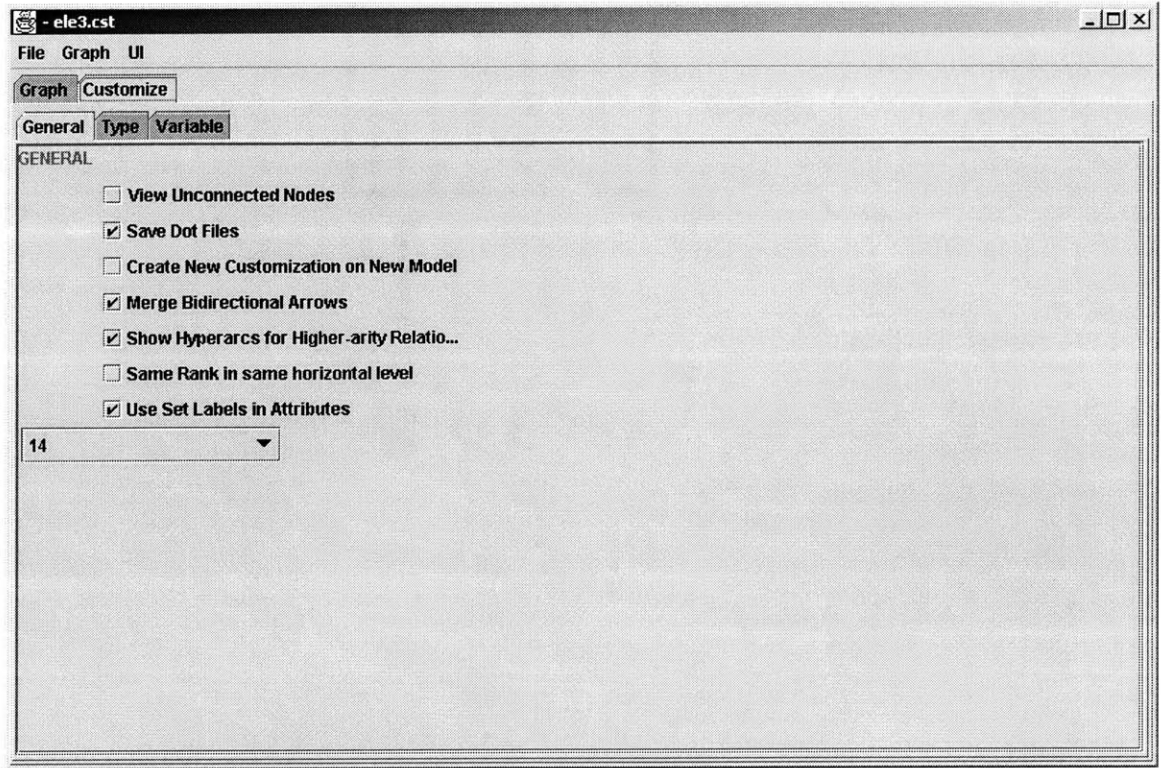 - ele3.cst
File Graph UI
Graph Customize
General Type Variable
GENERAL
View Unconnected Nodes
Save Dot Files
Create New Customization on New Model
Merge Bidirectional Arrows
Show Hyperarcs for Higher-arity Relatio...
Same Rank in same horizontal level
Use Set Labels in Attributes
14